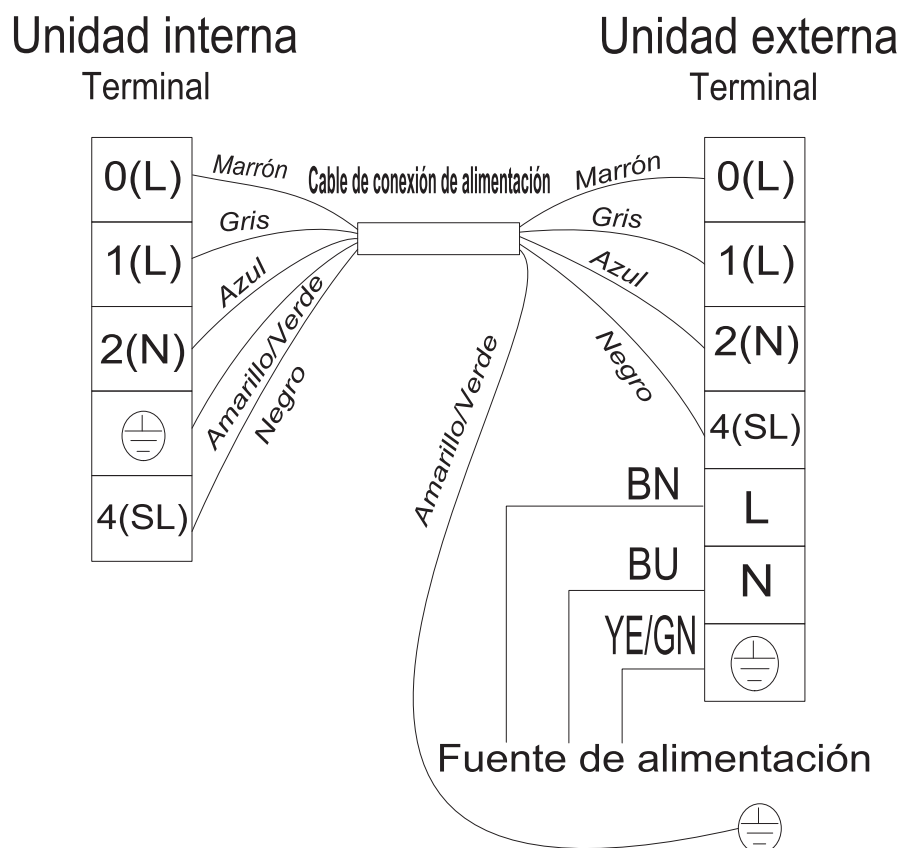 Unidad interna
Terminal
Unidad externa
Terminal
0(L)
1(L)
2(N)
4(SL)
Marrón
Gris
Azul
Amarillo/Verde
Negro
Cable de conexión de alimentación
Marrón
Gris
Azul
Negro
Amarillo/Verde
0(L)
1(L)
2(N)
4(SL)
L
N
BN
BU
YE/GN
Fuente de alimentación